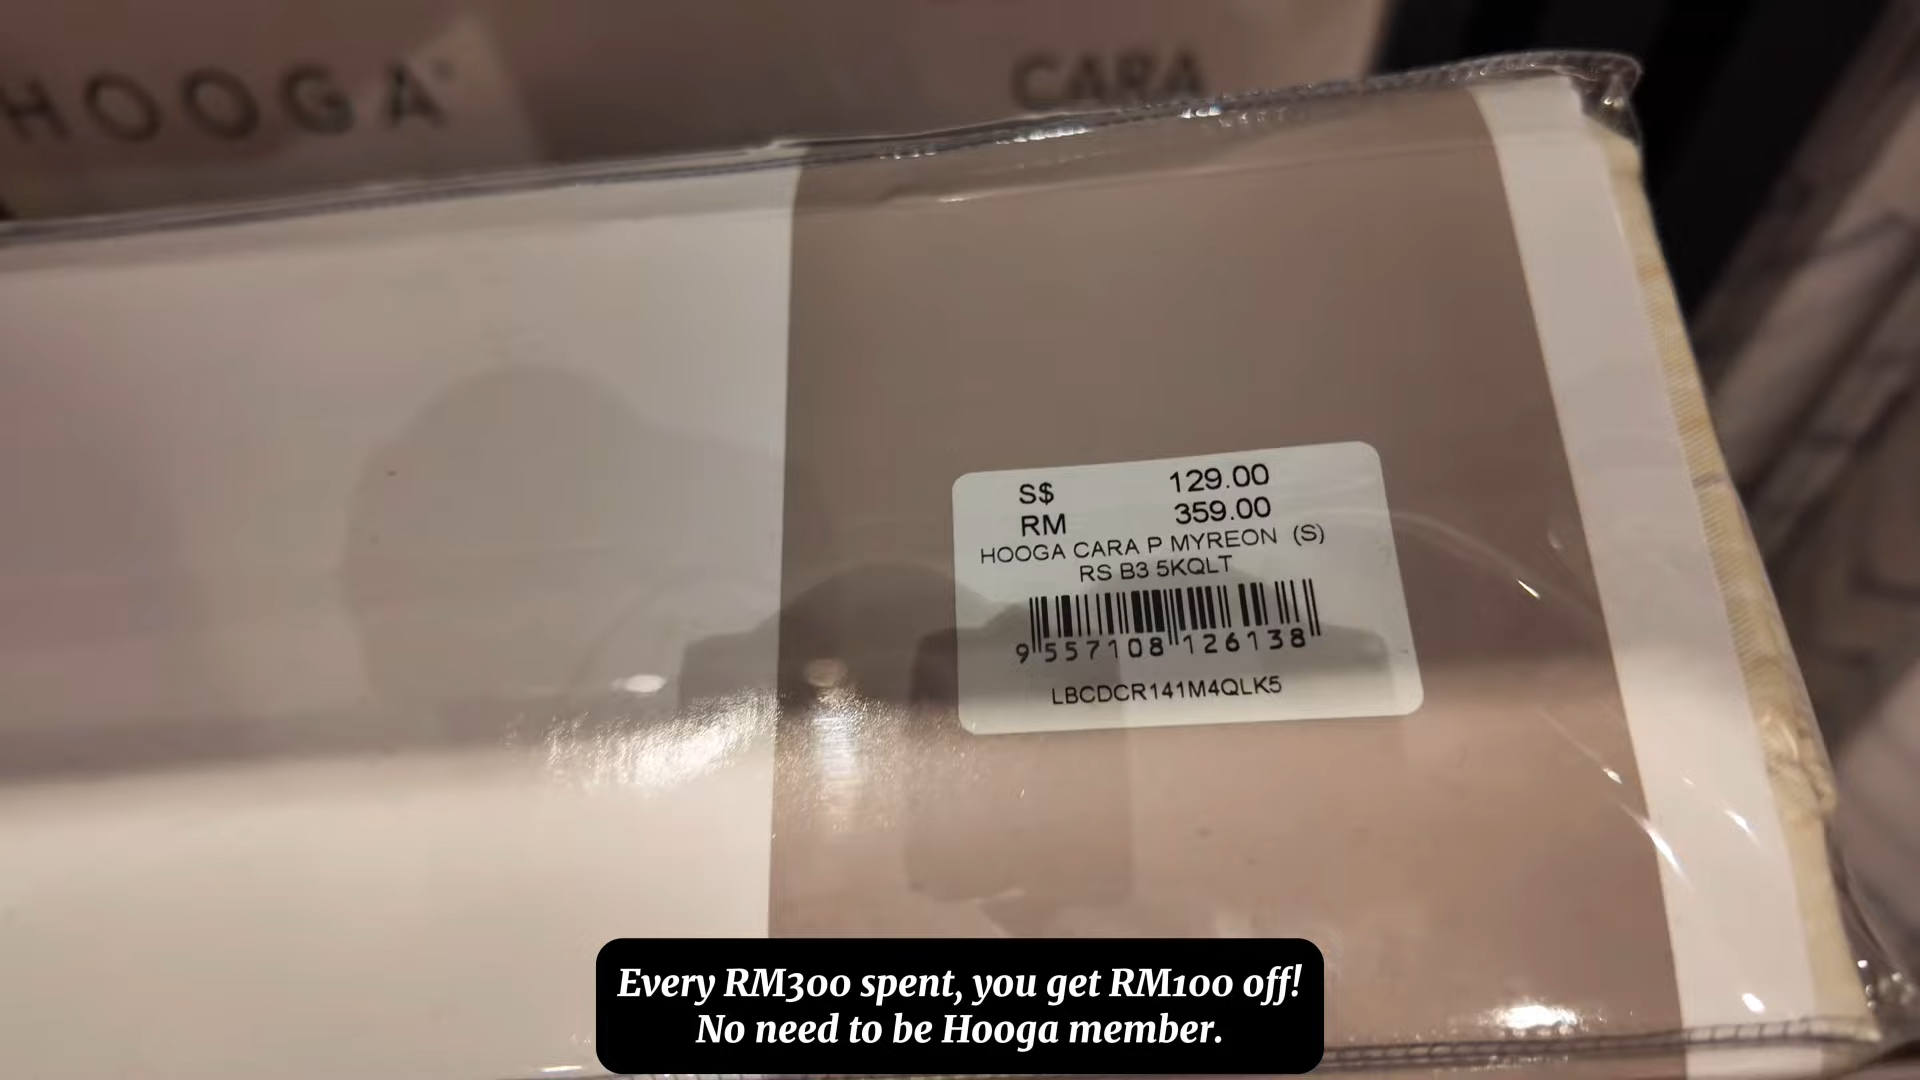 HOOGA
CARA
S$ 129.00
RM 359.00
HOOGA CARA P MYREON (S)
RS B3 5KQLT
9 557108 126138
LBCDCR141M4QLK5
Every RM300 spent, you get RM100 off!
No need to be Hooga member.